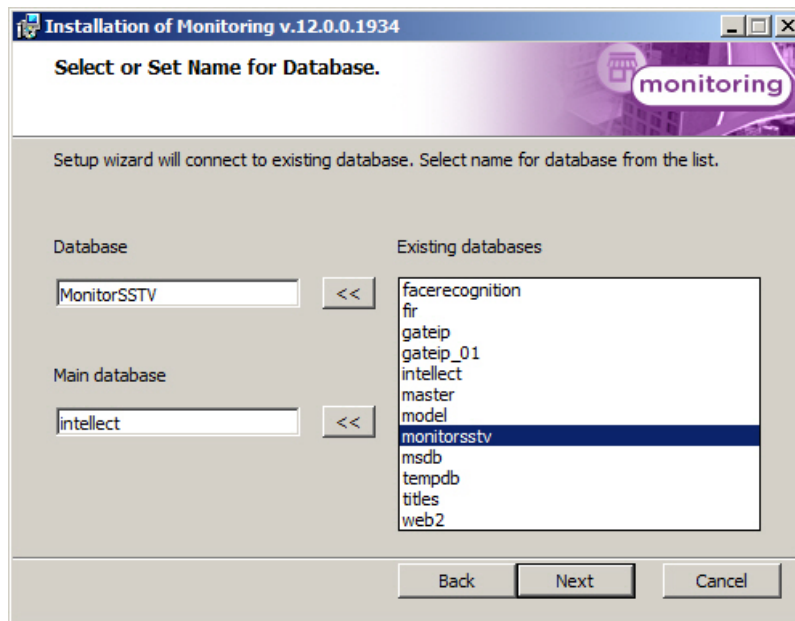 Installation of Monitoring v.12.0.0.1934
Select or Set Name for Database.
monitoring
Setup wizard will connect to existing database. Select name for database from the list.
Database
MonitorSSTV
<<
Main database
intellect
<<
Existing databases
facerecognition
fir
gateip
gateip_01
intellect
master
model
monitorsstv
msdb
tempdb
titles
web2
Back
Next
Cancel